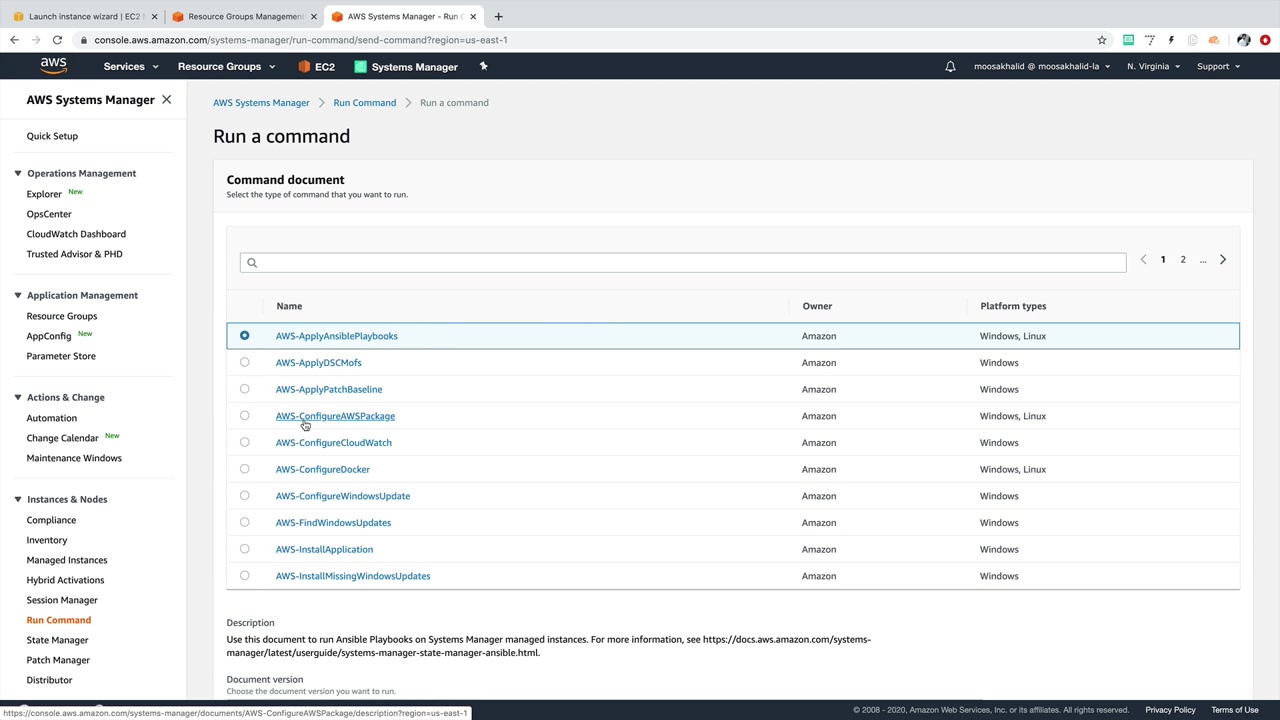 Launch instance wizard | EC2
Resource Groups Management
AWS Systems Manager - Run C
console.aws.amazon.com/systems-manager/run-command/send-command?region=us-east-1
aws
Services
Resource Groups
EC2
Systems Manager
moosakhalid @ moosakhalid-la
N. Virginia
Support
AWS Systems Manager
Quick Setup
Operations Management
Explorer New
OpsCenter
CloudWatch Dashboard
Trusted Advisor & PHD
Application Management
Resource Groups
AppConfig New
Parameter Store
Actions & Change
Automation
Change Calendar New
Maintenance Windows
Instances & Nodes
Compliance
Inventory
Managed Instances
Hybrid Activations
Session Manager
Run Command
State Manager
Patch Manager
Distributor
AWS Systems Manager > Run Command > Run a command
Run a command
Command document
Select the type of command that you want to run.
1 2 ...
Name Owner Platform types
AWS-ApplyAnsiblePlaybooks Amazon Windows, Linux
AWS-ApplyDSCMofs Amazon Windows
AWS-ApplyPatchBaseline Amazon Windows
AWS-ConfigureAWSPackage Amazon Windows, Linux
AWS-ConfigureCloudWatch Amazon Windows
AWS-ConfigureDocker Amazon Windows, Linux
AWS-ConfigureWindowsUpdate Amazon Windows
AWS-FindWindowsUpdates Amazon Windows
AWS-InstallApplication Amazon Windows
AWS-InstallMissingWindowsUpdates Amazon Windows
Description
Use this document to run Ansible Playbooks on Systems Manager managed instances. For more information, see https://docs.aws.amazon.com/systems-
manager/latest/userguide/systems-manager-state-manager-ansible.html.
Document version
Choose the document version you want to run.
https://console.aws.amazon.com/systems-manager/documents/AWS-ConfigureAWSPackage/description?region=us-east-1
© 2008 - 2020, Amazon Web Services, Inc. or its affiliates. All rights reserved.
Privacy Policy
Terms of Use